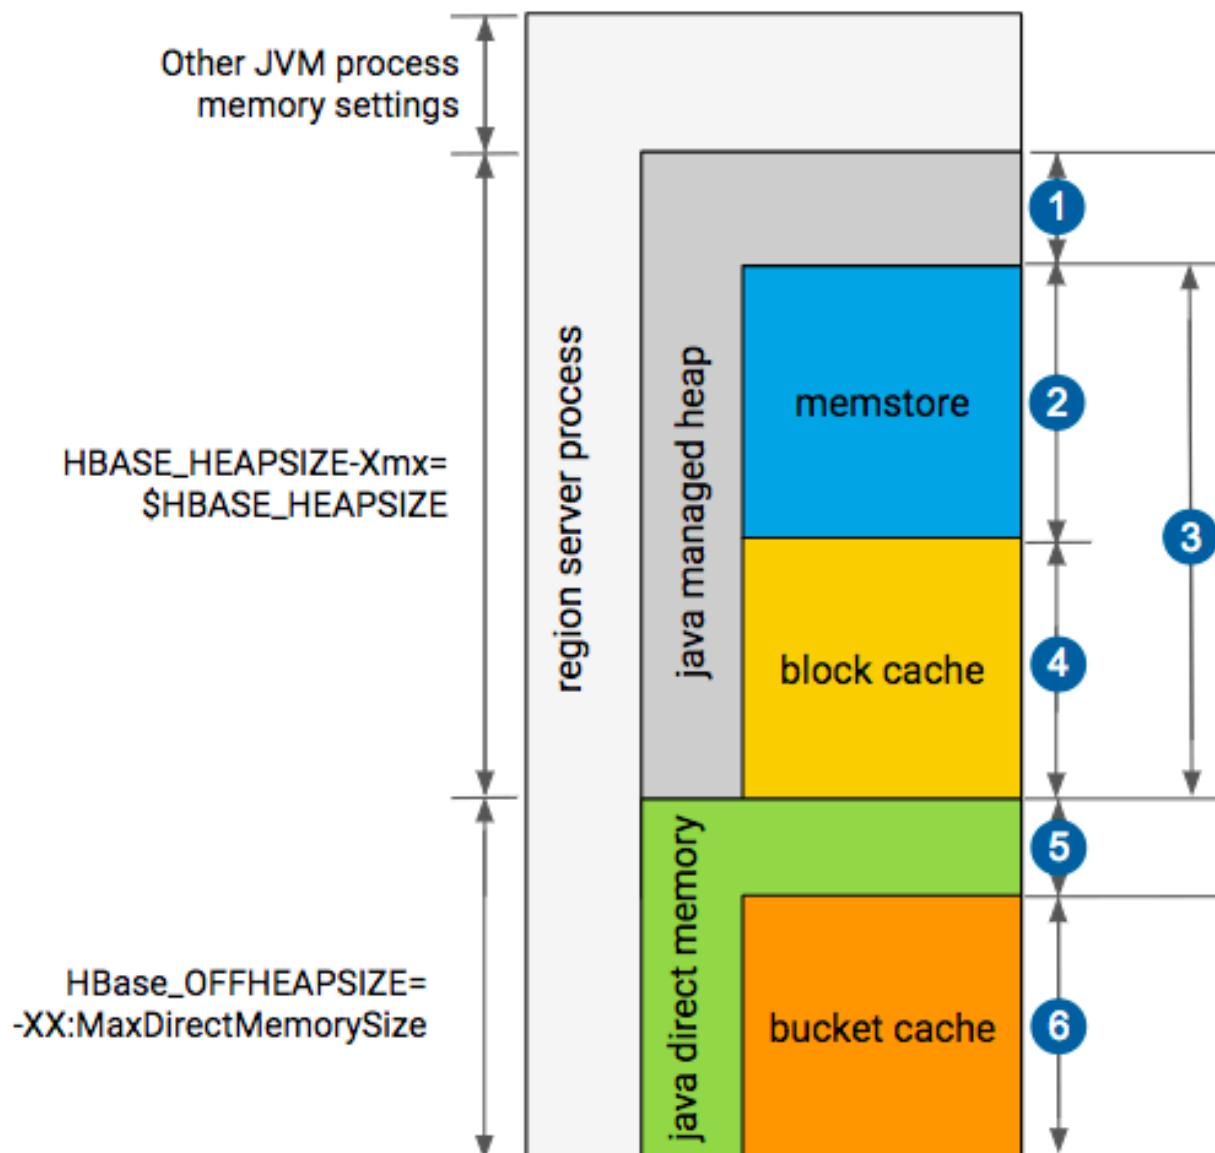 Other JVM process
memory settings
1
memstore
2
region server process
java managed heap
HBASE_HEAPSIZE-Xmx=
$HBASE_HEAPSIZE
3
block cache
4
5
java direct memory
HBase_OFFHEAPSIZE=
-XX:MaxDirectMemorySize
bucket cache
6